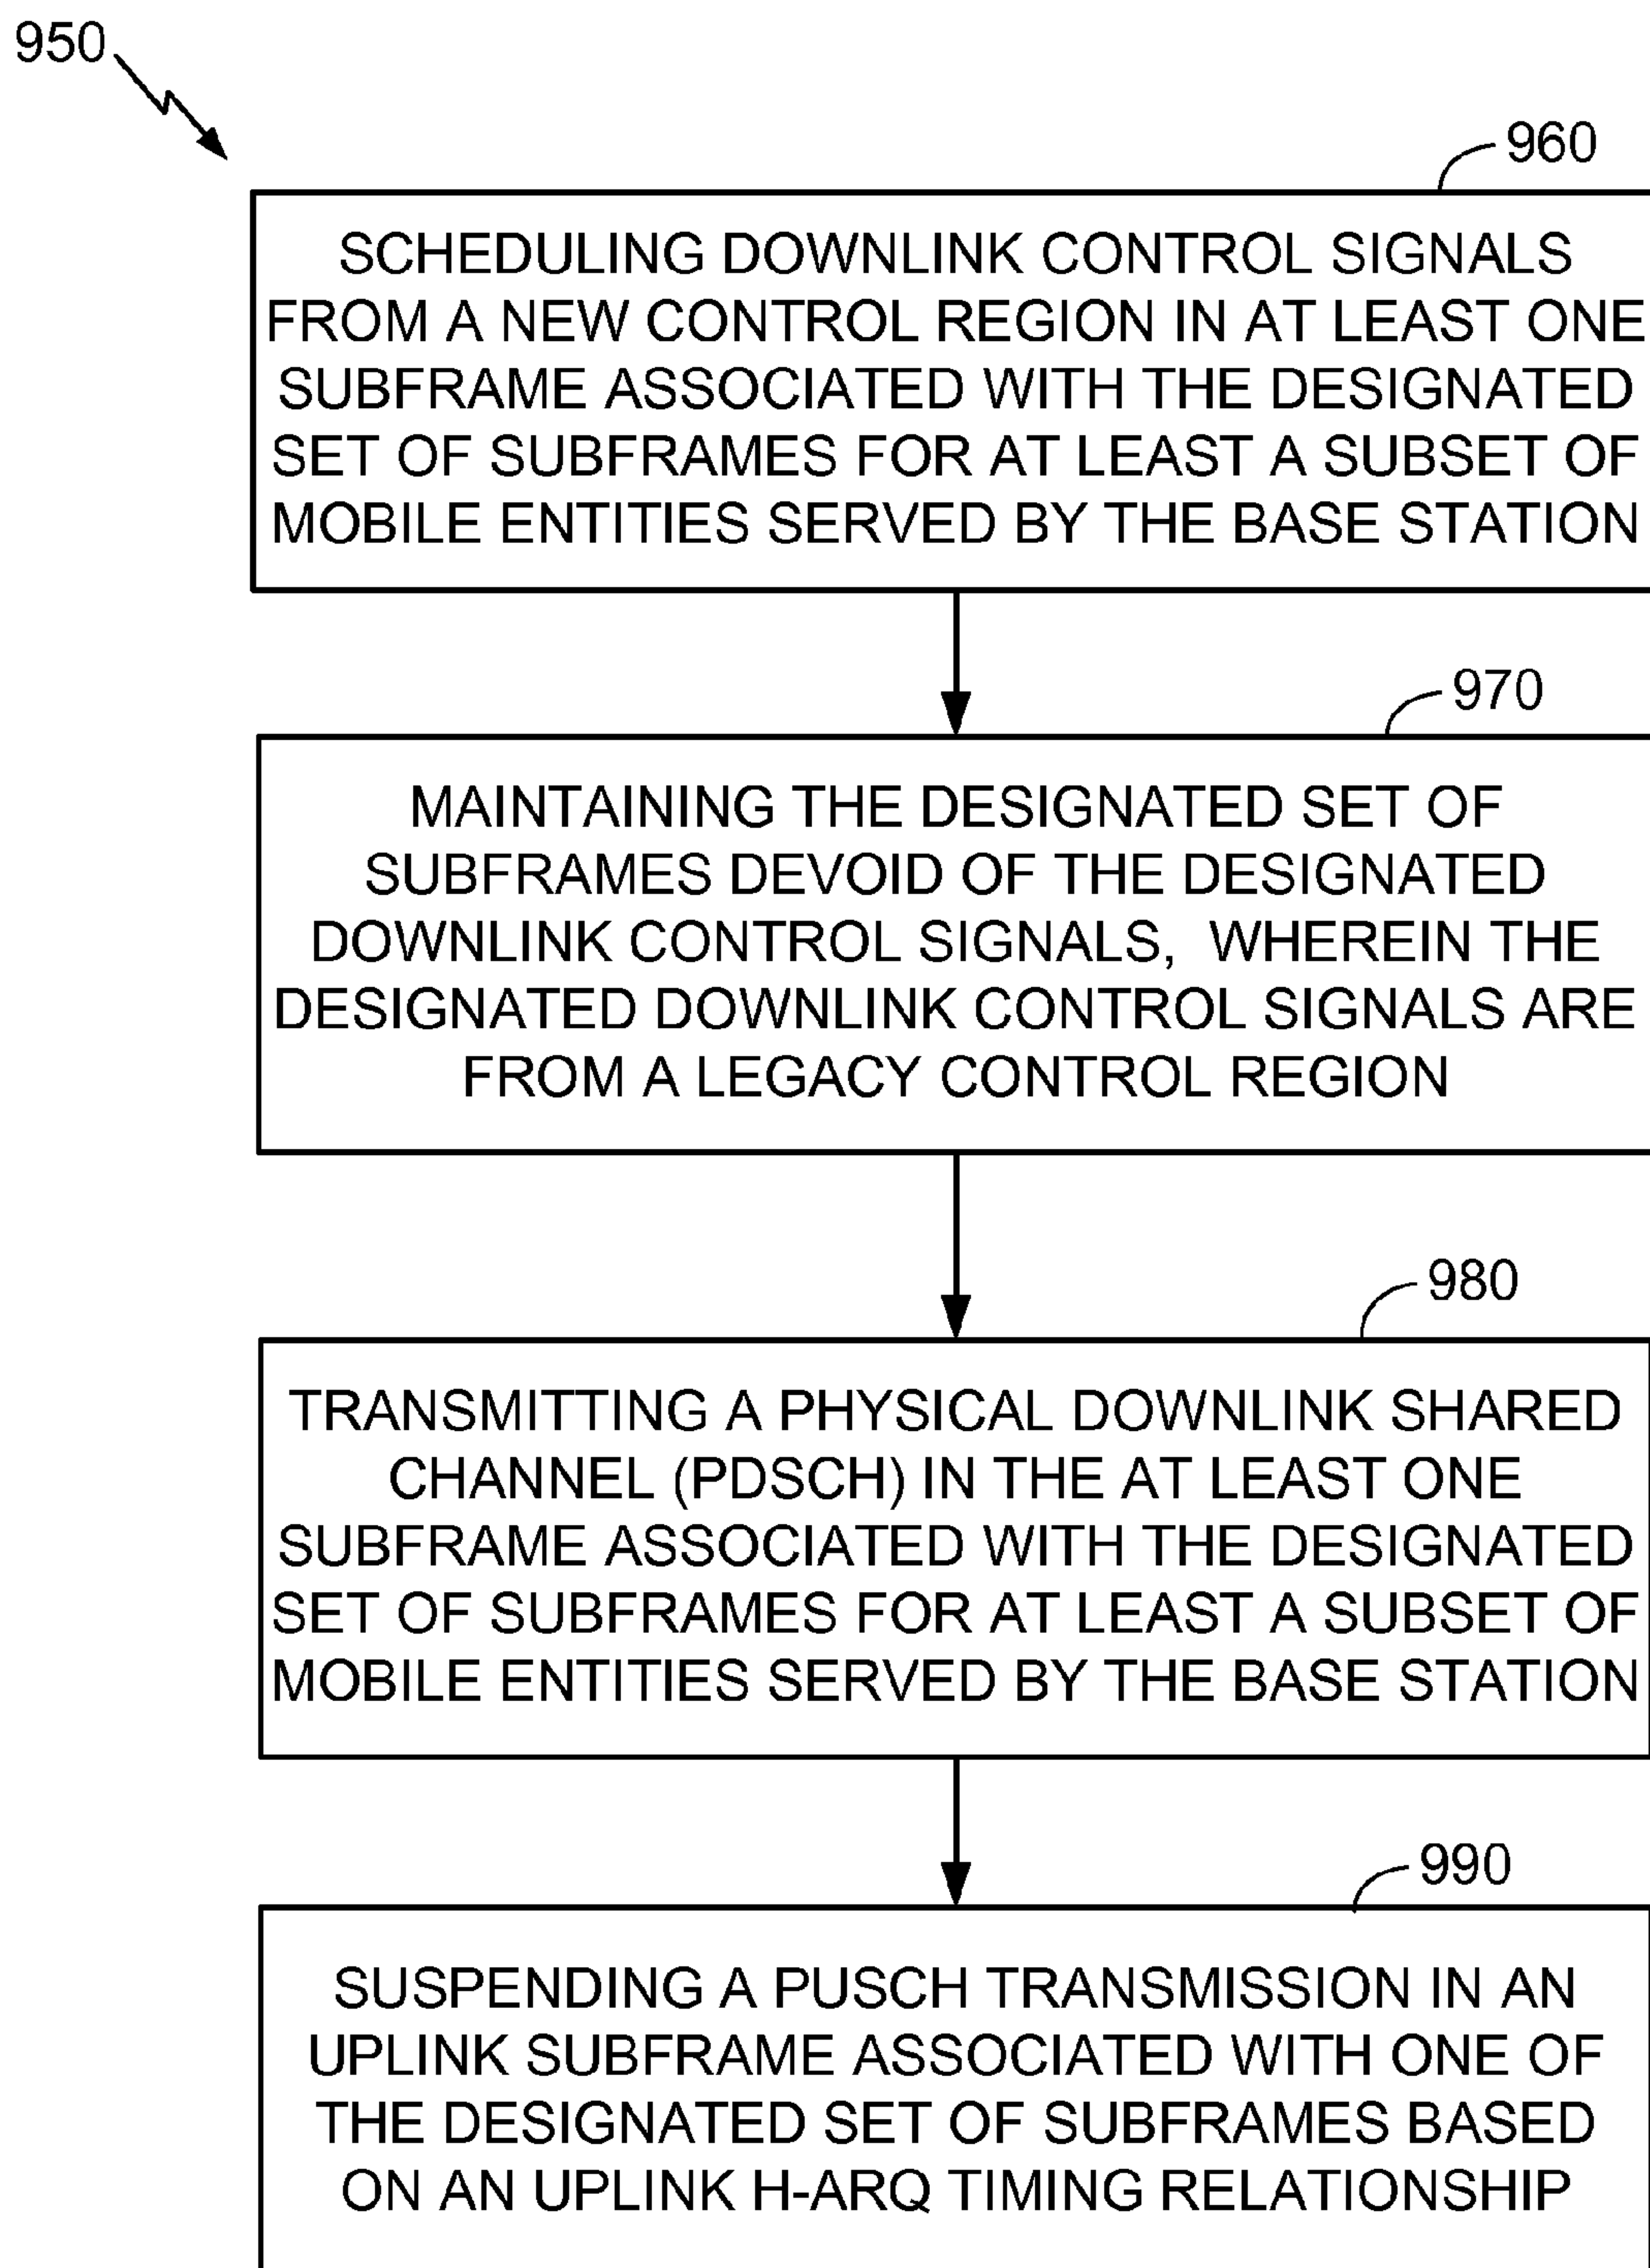 950
960
SCHEDULING DOWNLINK CONTROL SIGNALS
FROM A NEW CONTROL REGION IN AT LEAST ONE
SUBFRAME ASSOCIATED WITH THE DESIGNATED
SET OF SUBFRAMES FOR AT LEAST A SUBSET OF
MOBILE ENTITIES SERVED BY THE BASE STATION
970
MAINTAINING THE DESIGNATED SET OF
SUBFRAMES DEVOID OF THE DESIGNATED
DOWNLINK CONTROL SIGNALS, WHEREIN THE
DESIGNATED DOWNLINK CONTROL SIGNALS ARE
FROM A LEGACY CONTROL REGION
980
TRANSMITTING A PHYSICAL DOWNLINK SHARED
CHANNEL (PDSCH) IN THE AT LEAST ONE
SUBFRAME ASSOCIATED WITH THE DESIGNATED
SET OF SUBFRAMES FOR AT LEAST A SUBSET OF
MOBILE ENTITIES SERVED BY THE BASE STATION
990
SUSPENDING A PUSCH TRANSMISSION IN AN
UPLINK SUBFRAME ASSOCIATED WITH ONE OF
THE DESIGNATED SET OF SUBFRAMES BASED
ON AN UPLINK H-ARQ TIMING RELATIONSHIP